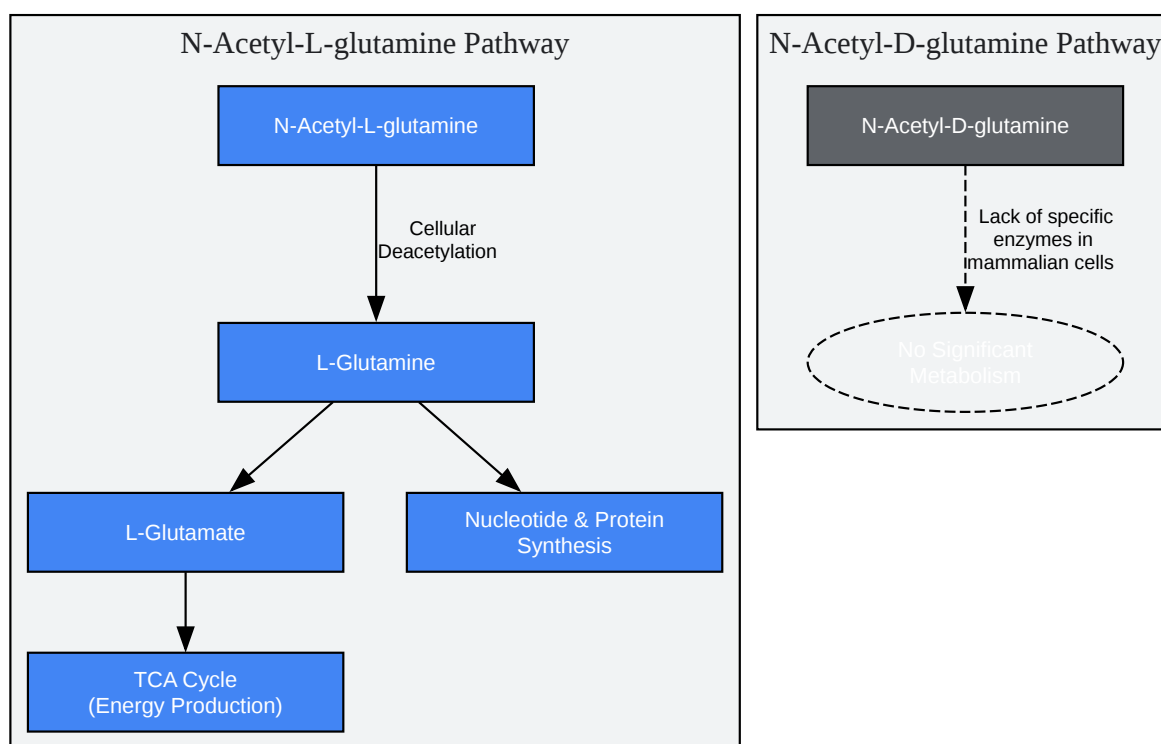 N-Acetyl-L-glutamine Pathway
N-Acetyl-L-glutamine
Cellular
Deacetylation
L-Glutamine
L-Glutamate
Nucleotide & Protein
Synthesis
TCA Cycle
(Energy Production)
N-Acetyl-D-glutamine Pathway
N-Acetyl-D-glutamine
Lack of specific
enzymes in
mammalian cells
No Significant
Metabolism